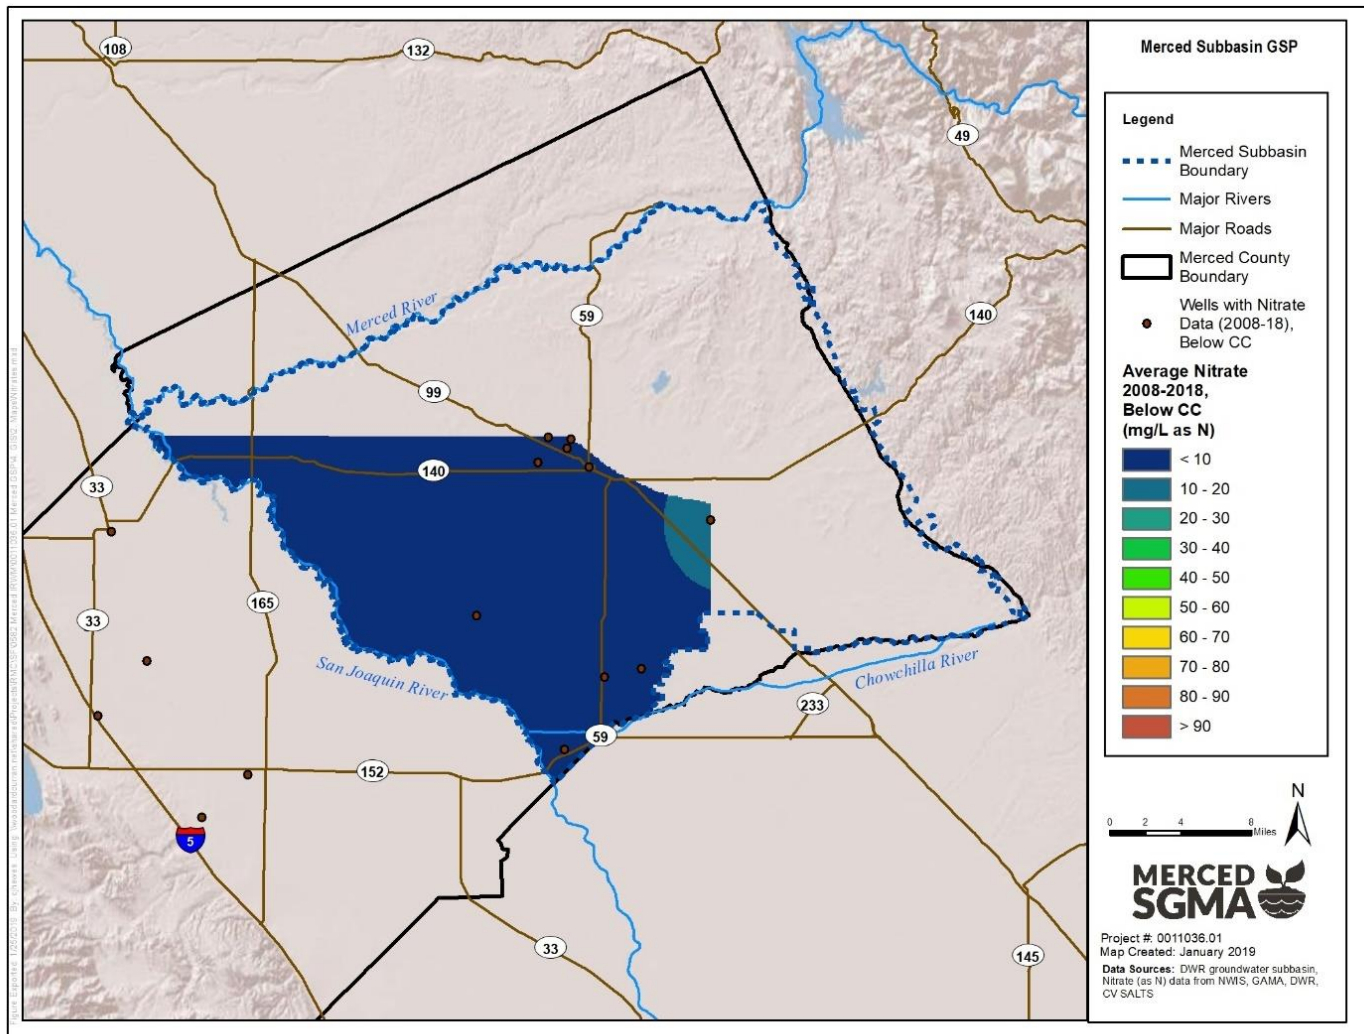 108
132
49
Merced River
59
140
99
140
33
165
33
San Joaquin River
Chowchilla River
233
59
152
5
33
145
Merced Subbasin GSP
Legend
Merced Subbasin
Boundary
Major Rivers
Major Roads
Merced County
Boundary
Wells with Nitrate
Data (2008-18),
Below CC
Average Nitrate
2008-2018,
Below CC
(mg/L as N)
< 10
10 - 20
20 - 30
30 - 40
40 - 50
50 - 60
60 - 70
70 - 80
80 - 90
> 90
N
0 2 4 8
Miles
MERCED
SGMA
Project #: 0011036.01
Map Created: January 2019
Data Sources: DWR groundwater subbasin,
Nitrate (as N) data from NWIS, GAMA, DWR,
CV SALTS